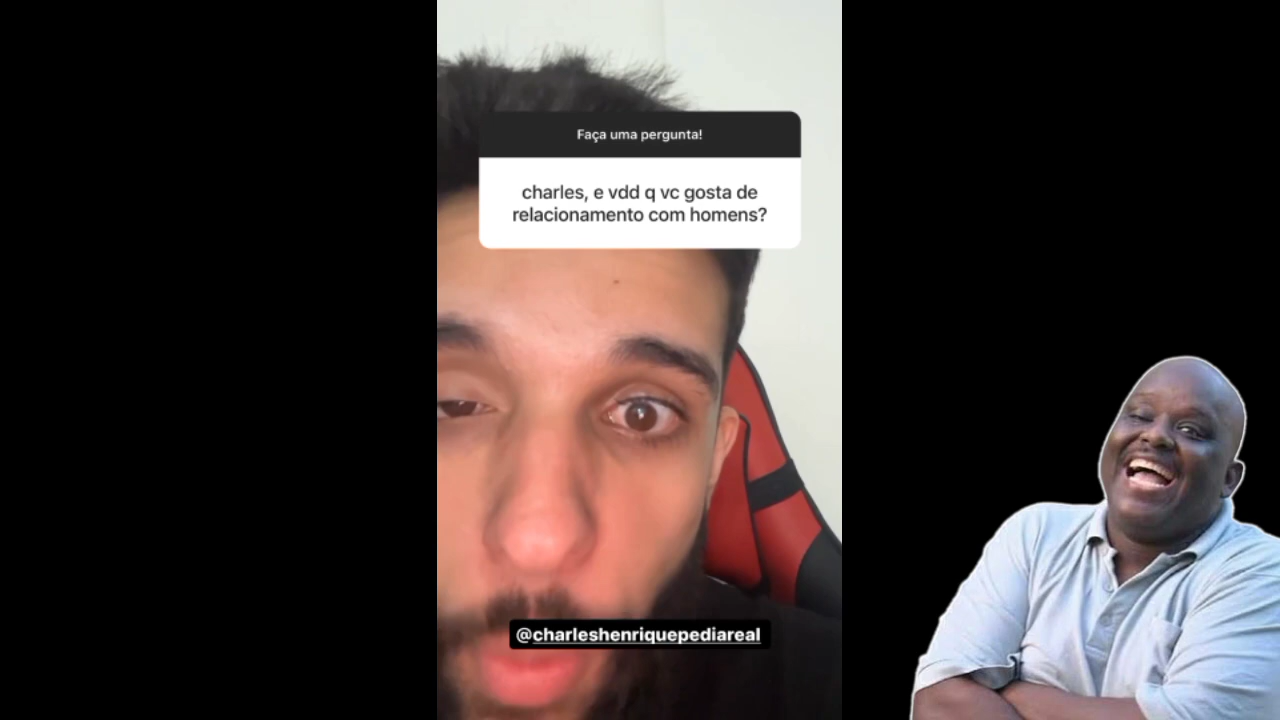 Faça uma pergunta!
charles, e vdd q vc gosta de
relacionamento com homens?
@charleshenriquepediareal